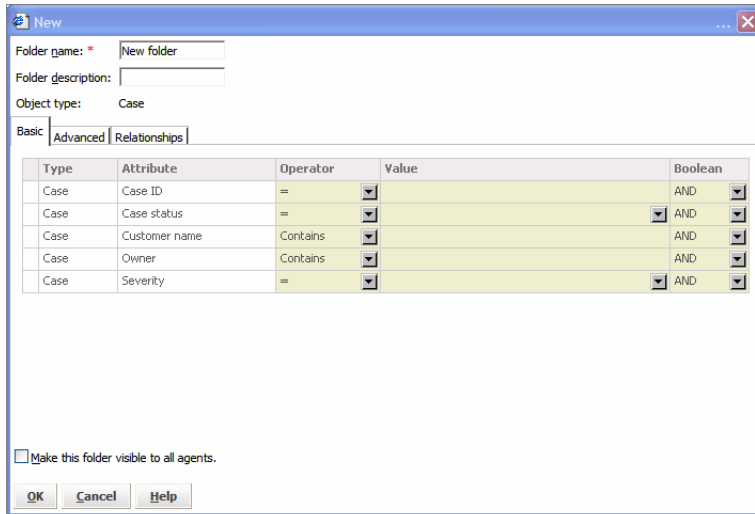 New ...
Folder name: * New folder
Folder description:
Object type: Case
Basic Advanced Relationships
Type Attribute Operator Value Boolean
Case Case ID = AND
Case Case status = AND
Case Customer name Contains AND
Case Owner Contains AND
Case Severity = AND
Make this folder visible to all agents.
OK Cancel Help